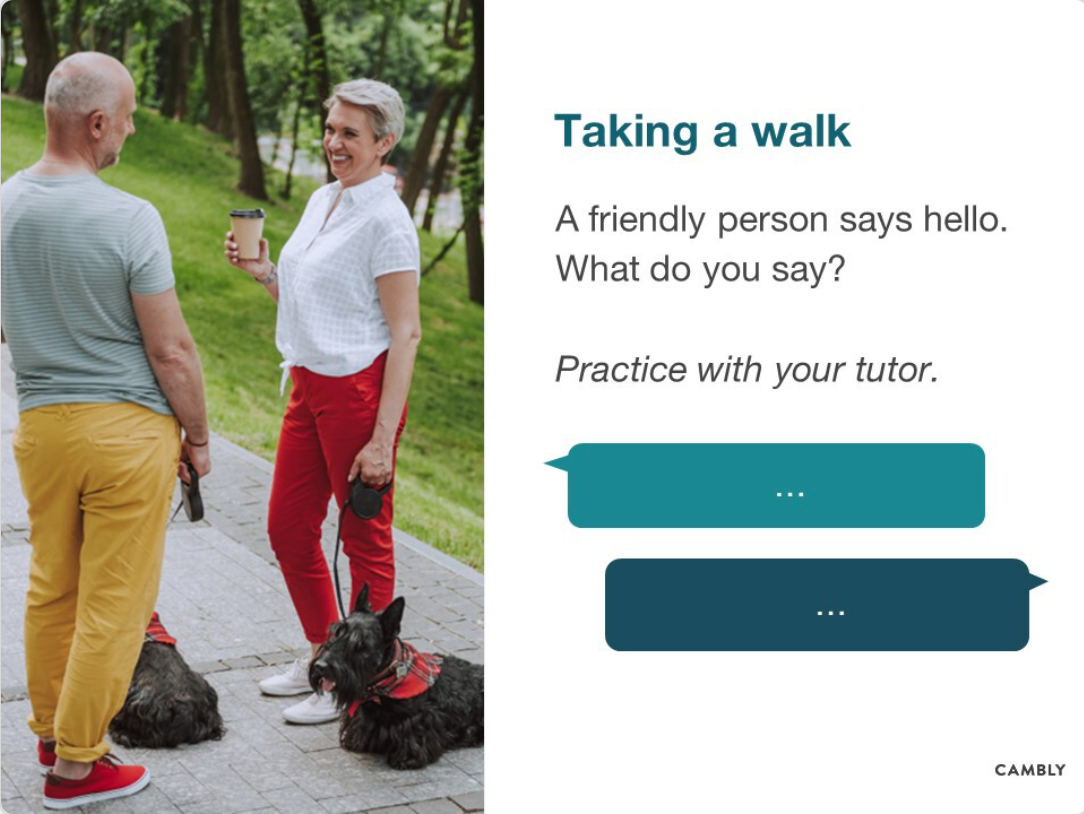 Taking a walk
A friendly person says hello.
What do you say?
Practice with your tutor.
...
...
CAMBLY